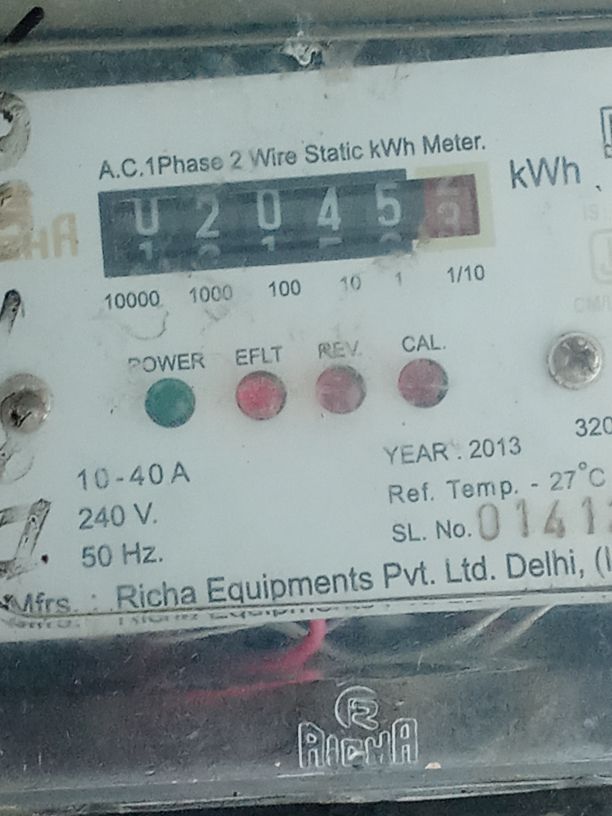 A.C.1Phase 2 Wire Static kWh Meter.
0 2 0 4 5
kWh
10000 1000 100 10 1 1/10
POWER EFLT REV. CAL.
10-40 A
240 V.
50 Hz.
YEAR . 2013
320
Ref. Temp. - 27°C
SL. No. 0141
Mfrs. : Richa Equipments Pvt. Ltd. Delhi, (I
RICHA